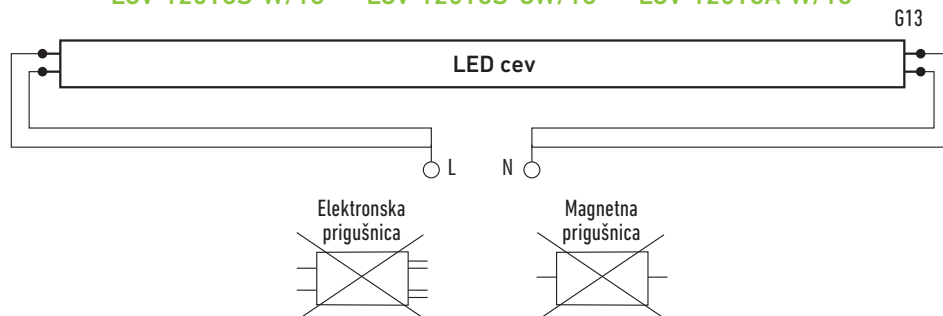 G13
LED cev
L
N
Elektronska
prigušnica
Magnetna
prigušnica